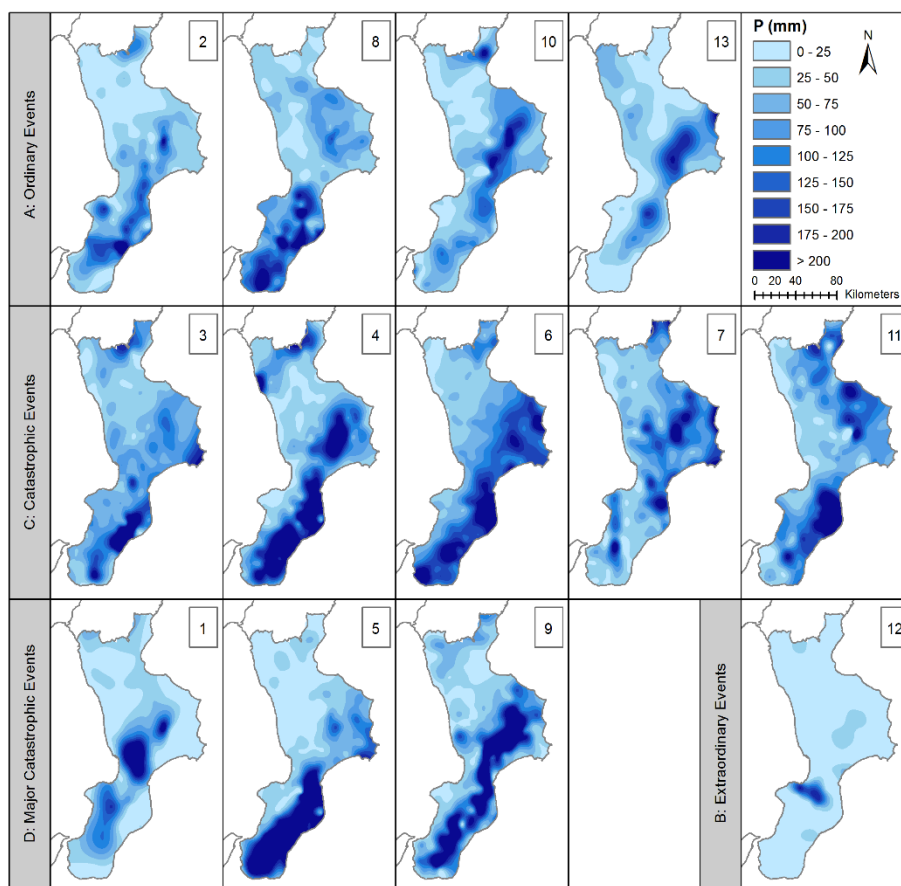 A: Ordinary Events
2
8
10
13
P (mm)
N
0 - 25
25 - 50
50 - 75
75 - 100
100 - 125
125 - 150
150 - 175
175 - 200
> 200
0 20 40 60 80
Kilometers
C: Catastrophic Events
3
4
6
7
11
D: Major Catastrophic Events
1
5
9
B: Extraordinary Events
12